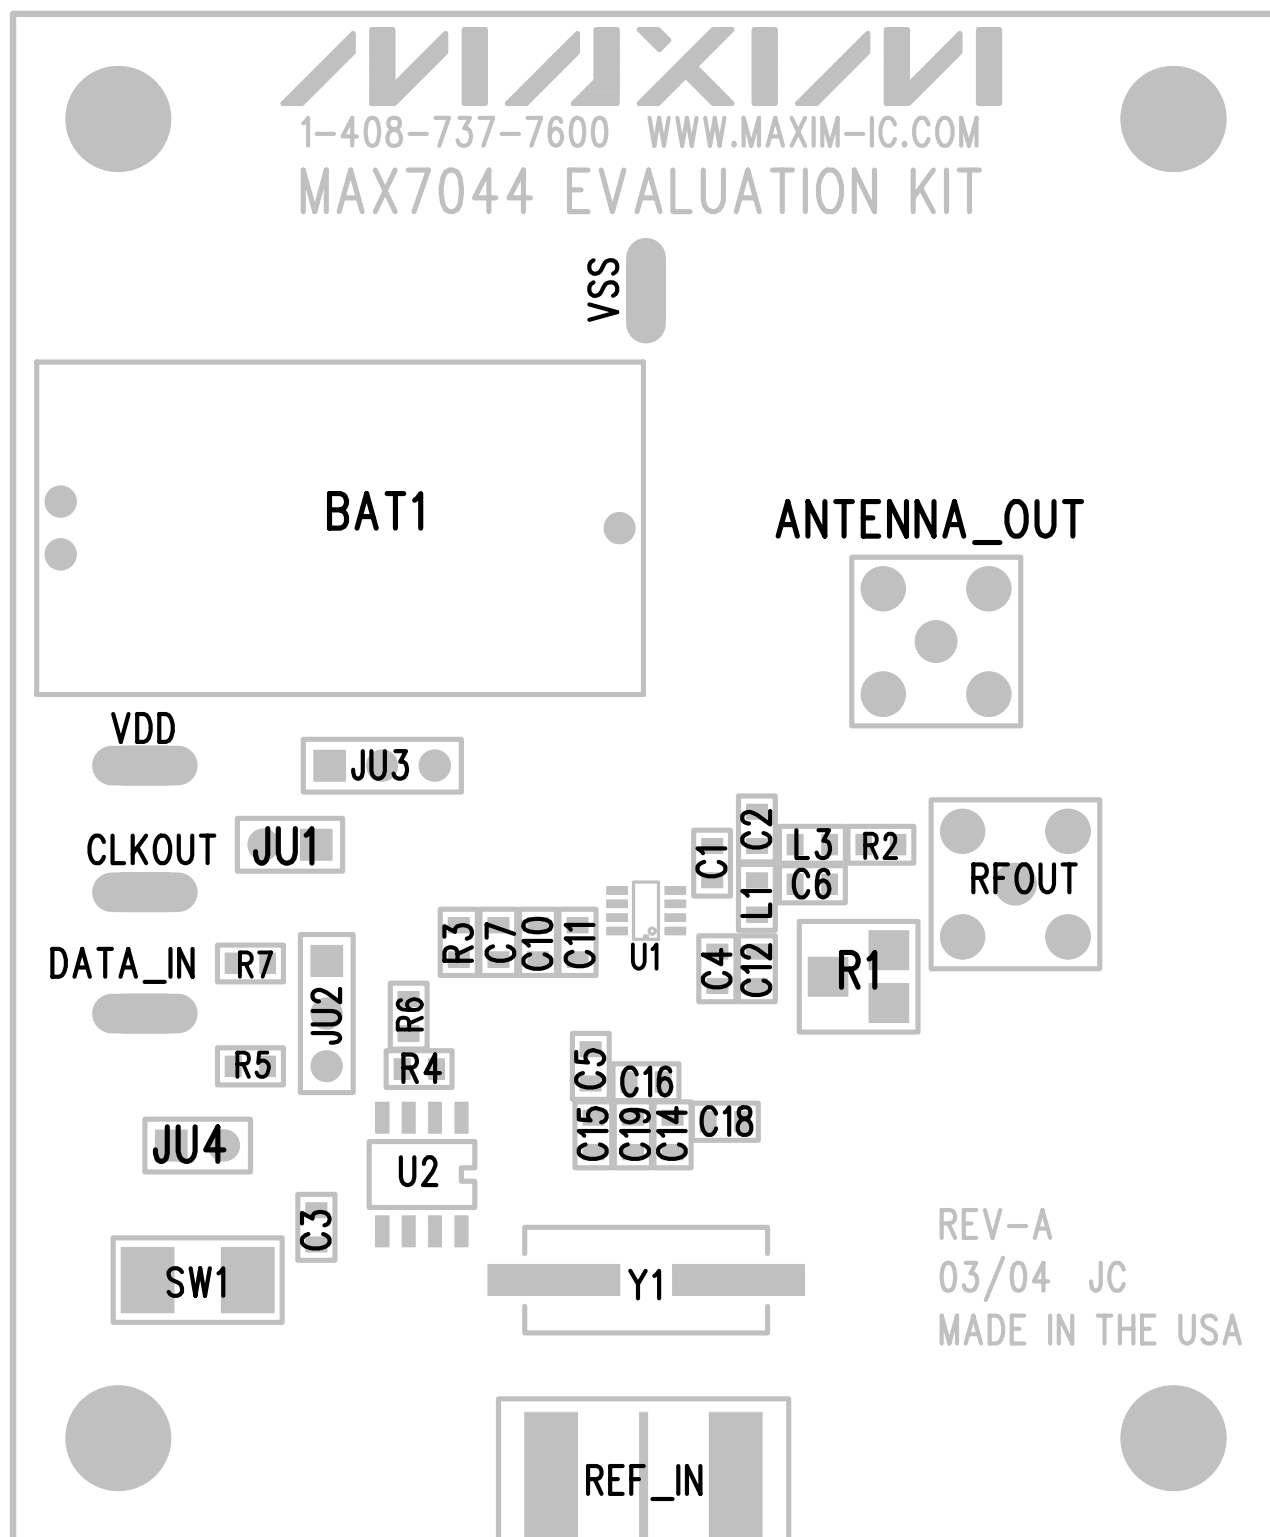 MAXIM
1-408-737-7600 WWW.MAXIM-IC.COM
MAX7044 EVALUATION KIT
VSS
BAT1
ANTENNA_OUT
VDD
JU3
CLKOUT
JU1
C2
C1
L3
R2
L1
C6
RFOUT
DATA_IN
R7
JU2
R3
C7
C10
C11
U1
C4
C12
R1
R6
R5
R4
C5
C16
C15
C19
C14
C18
JU4
U2
C3
SW1
Y1
REV-A
03/04 JC
MADE IN THE USA
REF_IN